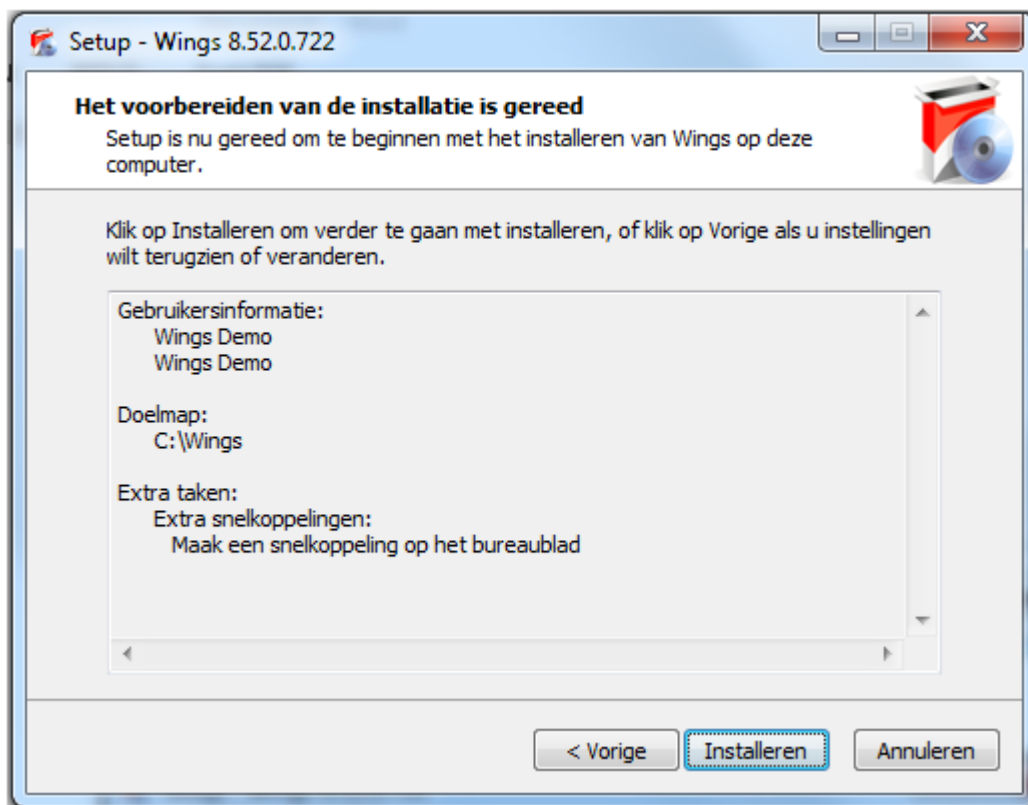 Setup - Wings 8.52.0.722
Het voorbereiden van de installatie is gereed
Setup is nu gereed om te beginnen met het installeren van Wings op deze
computer.
Klik op Installeren om verder te gaan met installeren, of klik op Vorige als u instellingen
wilt terugzien of veranderen.
Gebruikersinformatie:
Wings Demo
Wings Demo
Doelmap:
C:\Wings
Extra taken:
Extra snelkoppelingen:
Maak een snelkoppeling op het bureaublad
< Vorige
Installeren
Annuleren